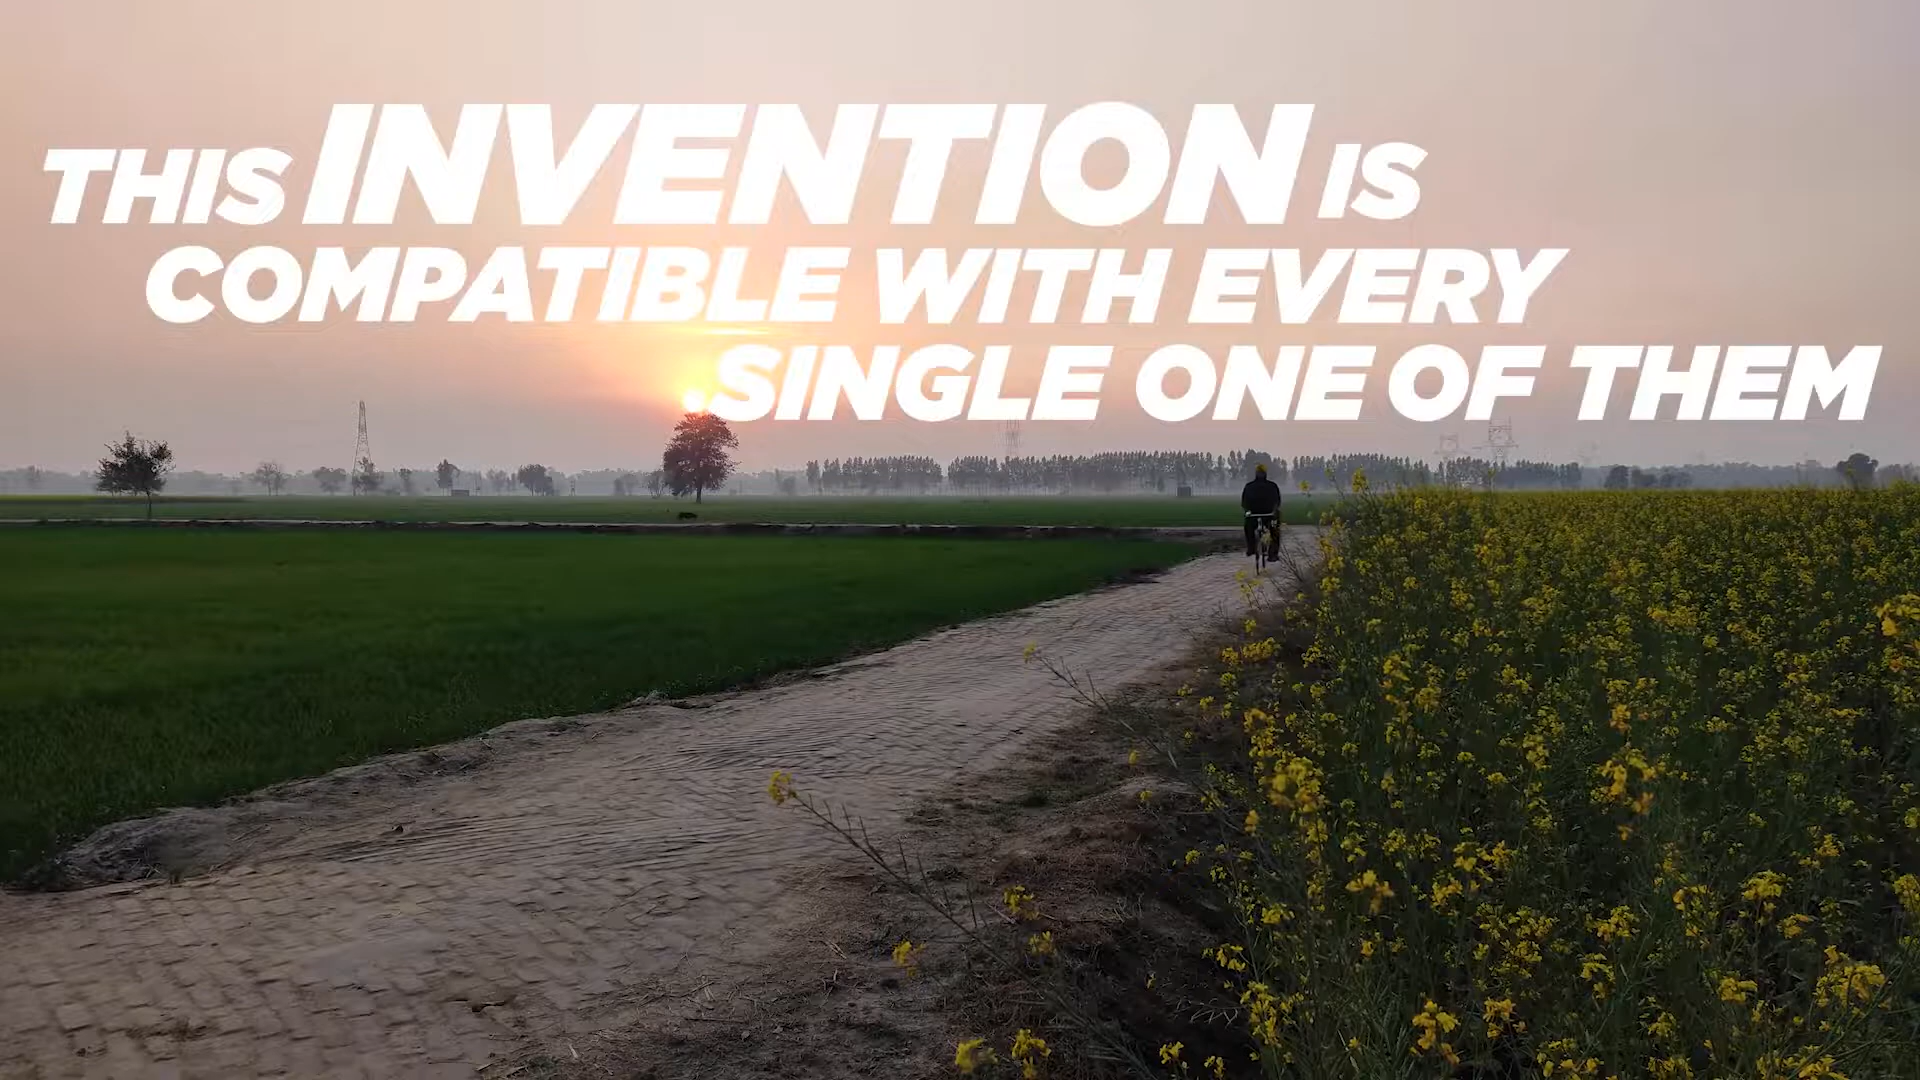 THIS INVENTION IS
COMPATIBLE WITH EVERY
.SINGLE ONE OF THEM